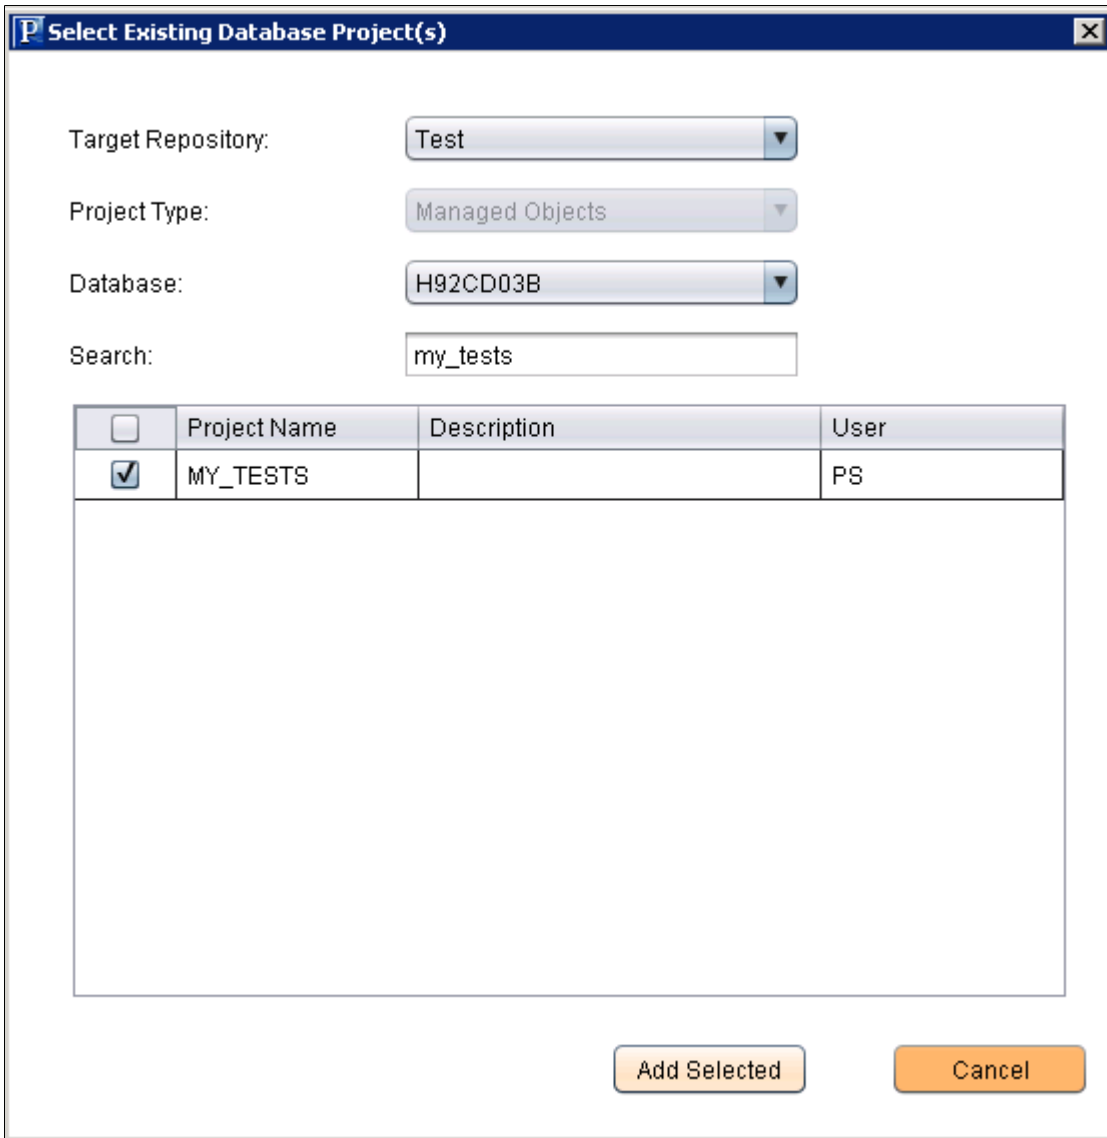 P Select Existing Database Project(s)
Target Repository: Test
Project Type: Managed Objects
Database: H92CD03B
Search: my_tests
Project Name Description User
MY_TESTS PS
Add Selected Cancel